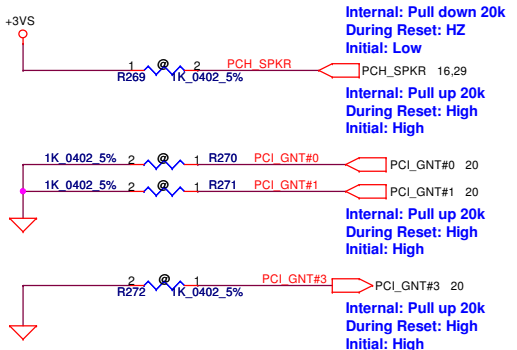 Internal: Pull down 20k
During Reset: HZ
Initial: Low
+3VS
1 @ 2 PCH_SPKR
R269 1K_0402_5%
PCH_SPKR 16,29
Internal: Pull up 20k
During Reset: High
Initial: High
1K_0402_5% 2 @ 1 R270 PCI_GNT#0
PCI_GNT#0 20
1K_0402_5% 2 @ 1 R271 PCI_GNT#1
PCI_GNT#1 20
Internal: Pull up 20k
During Reset: High
Initial: High
2 @ 1 PCI_GNT#3
R272 1K_0402_5%
PCI_GNT#3 20
Internal: Pull up 20k
During Reset: High
Initial: High